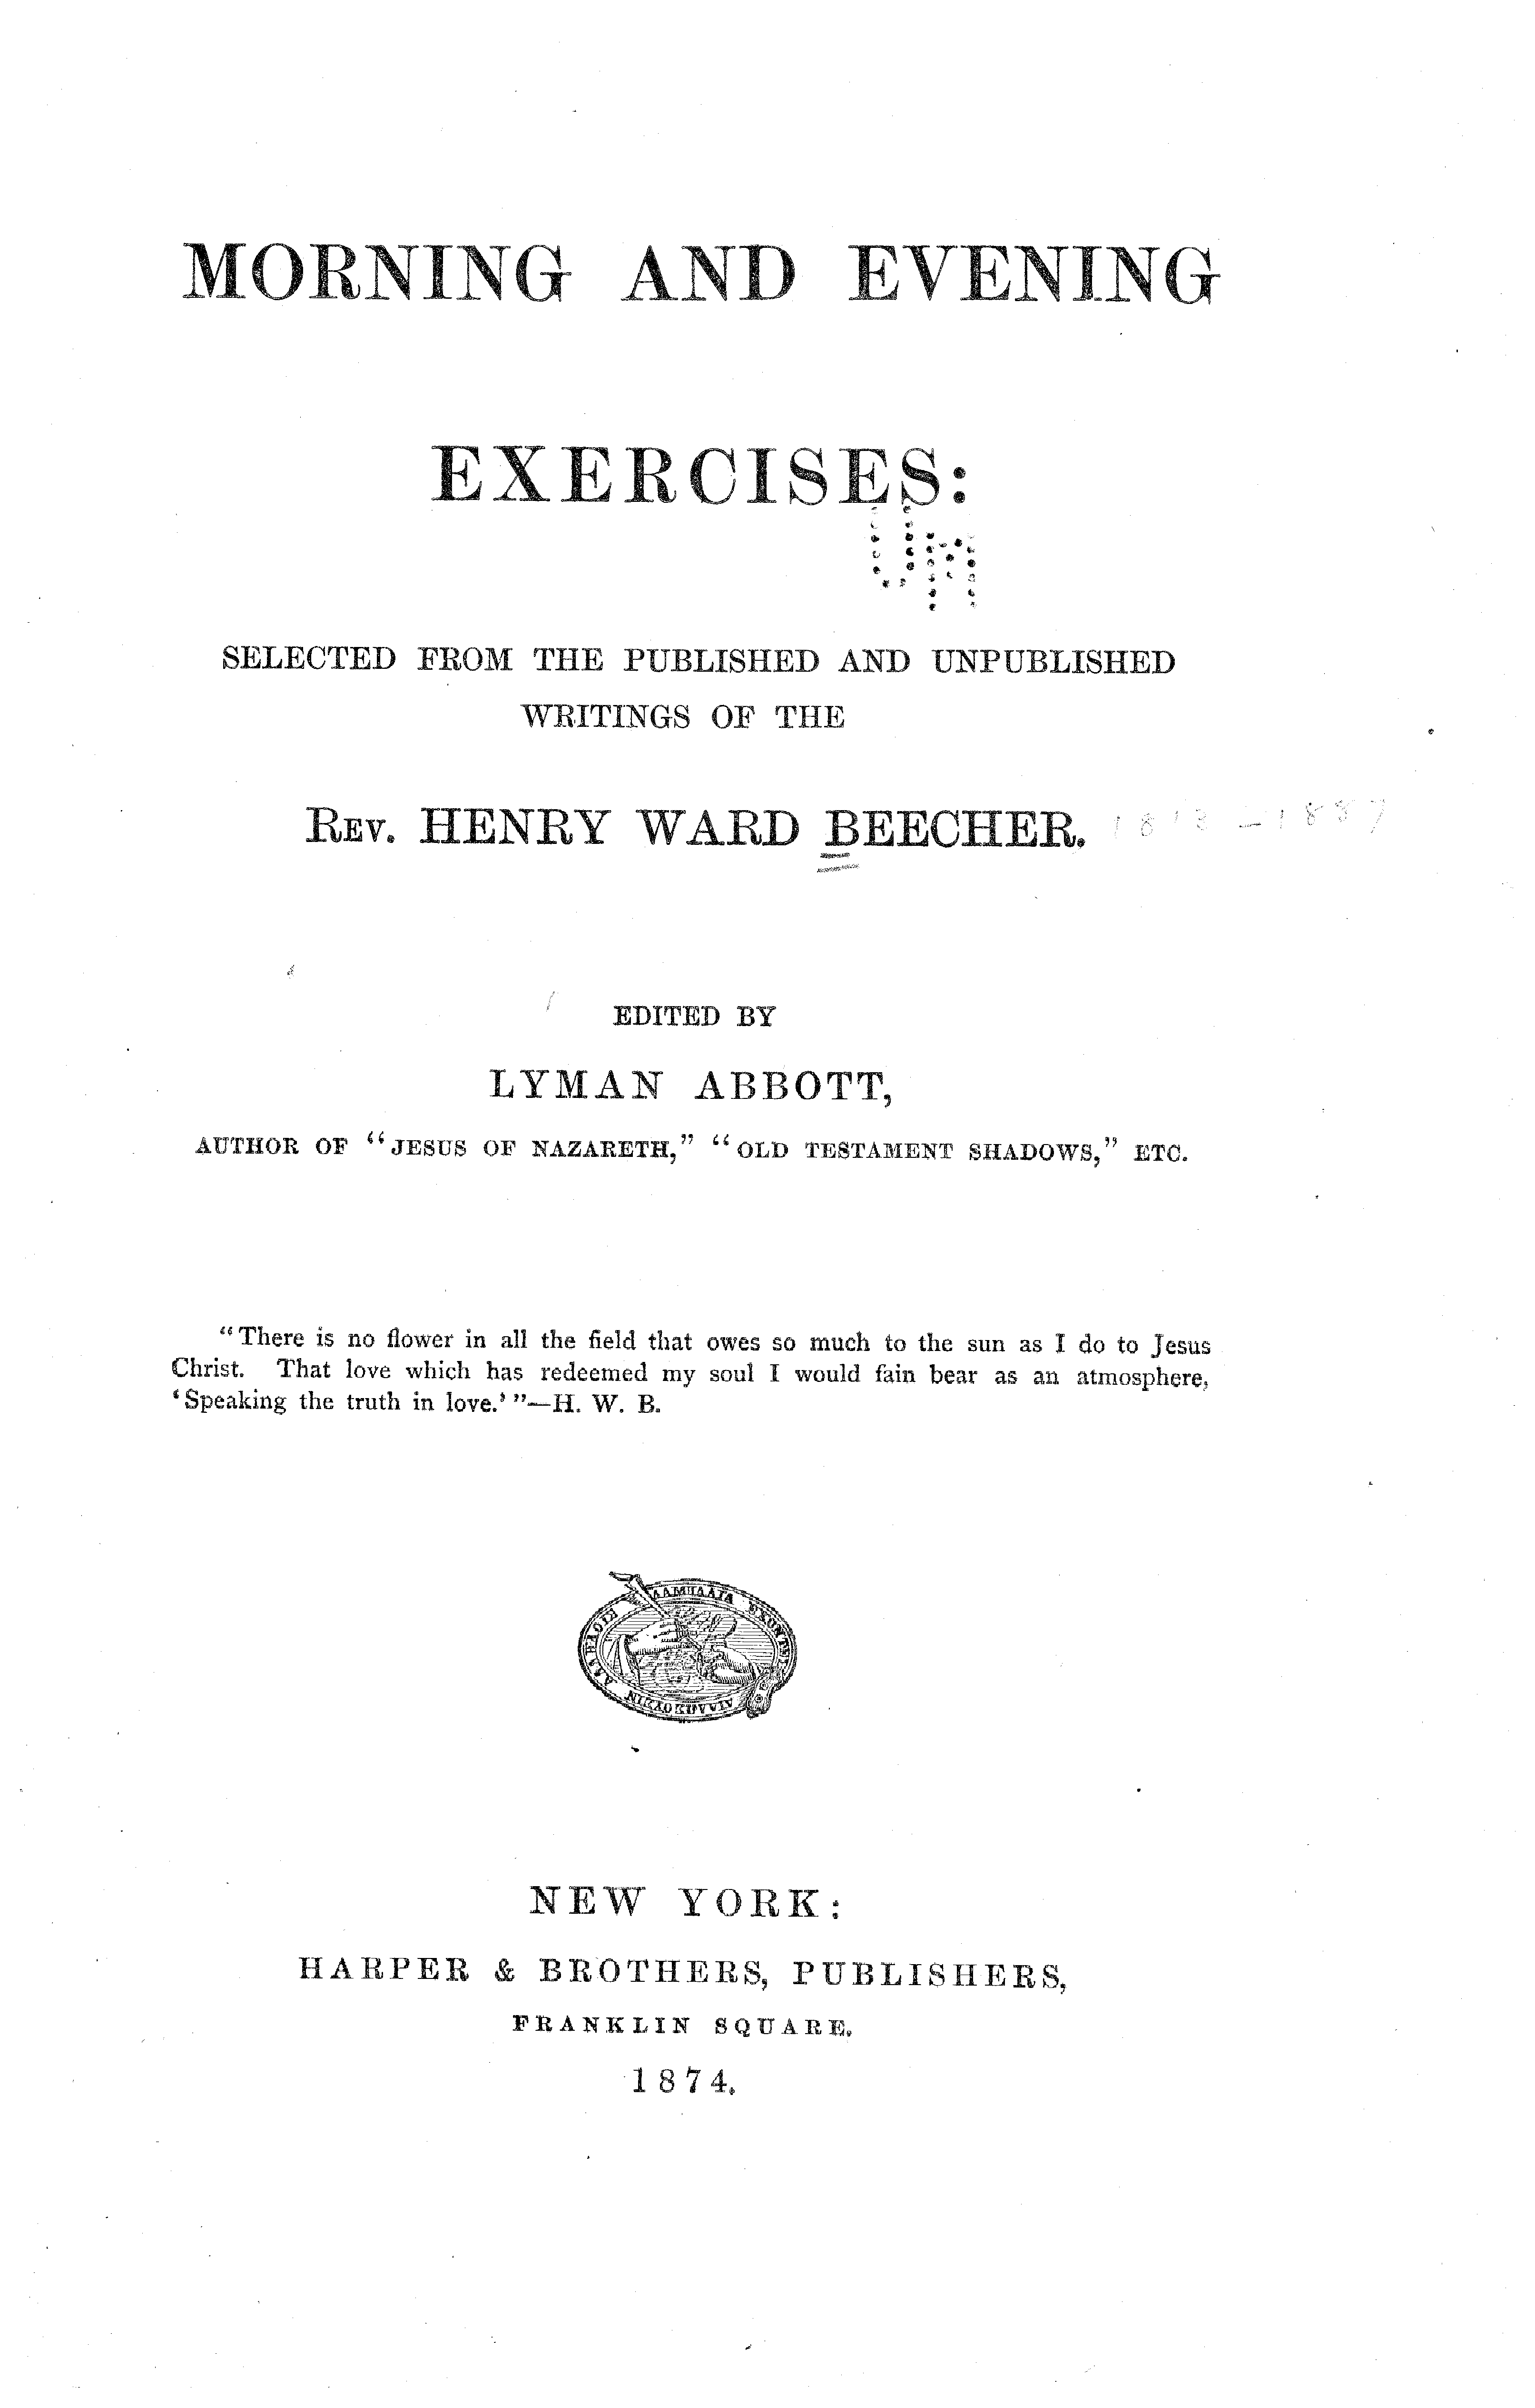 MORNING AND EVENING
EXERCISES:
UM
SELECTED FROM THE PUBLISHED AND UNPUBLISHED
WRITINGS OF THE
REV. HENRY WARD BEECHER. 1813-1887
EDITED BY
LYMAN ABBOTT,
AUTHOR OF “JESUS OF NAZARETH,” “OLD TESTAMENT SHADOWS,” ETC.
“There is no flower in all the field that owes so much to the sun as I do to Jesus
Christ. That love which has redeemed my soul I would fain bear as an atmosphere,
‘Speaking the truth in love.’”—H. W. B.
NEW YORK:
HARPER & BROTHERS, PUBLISHERS,
FRANKLIN SQUARE.
1874.